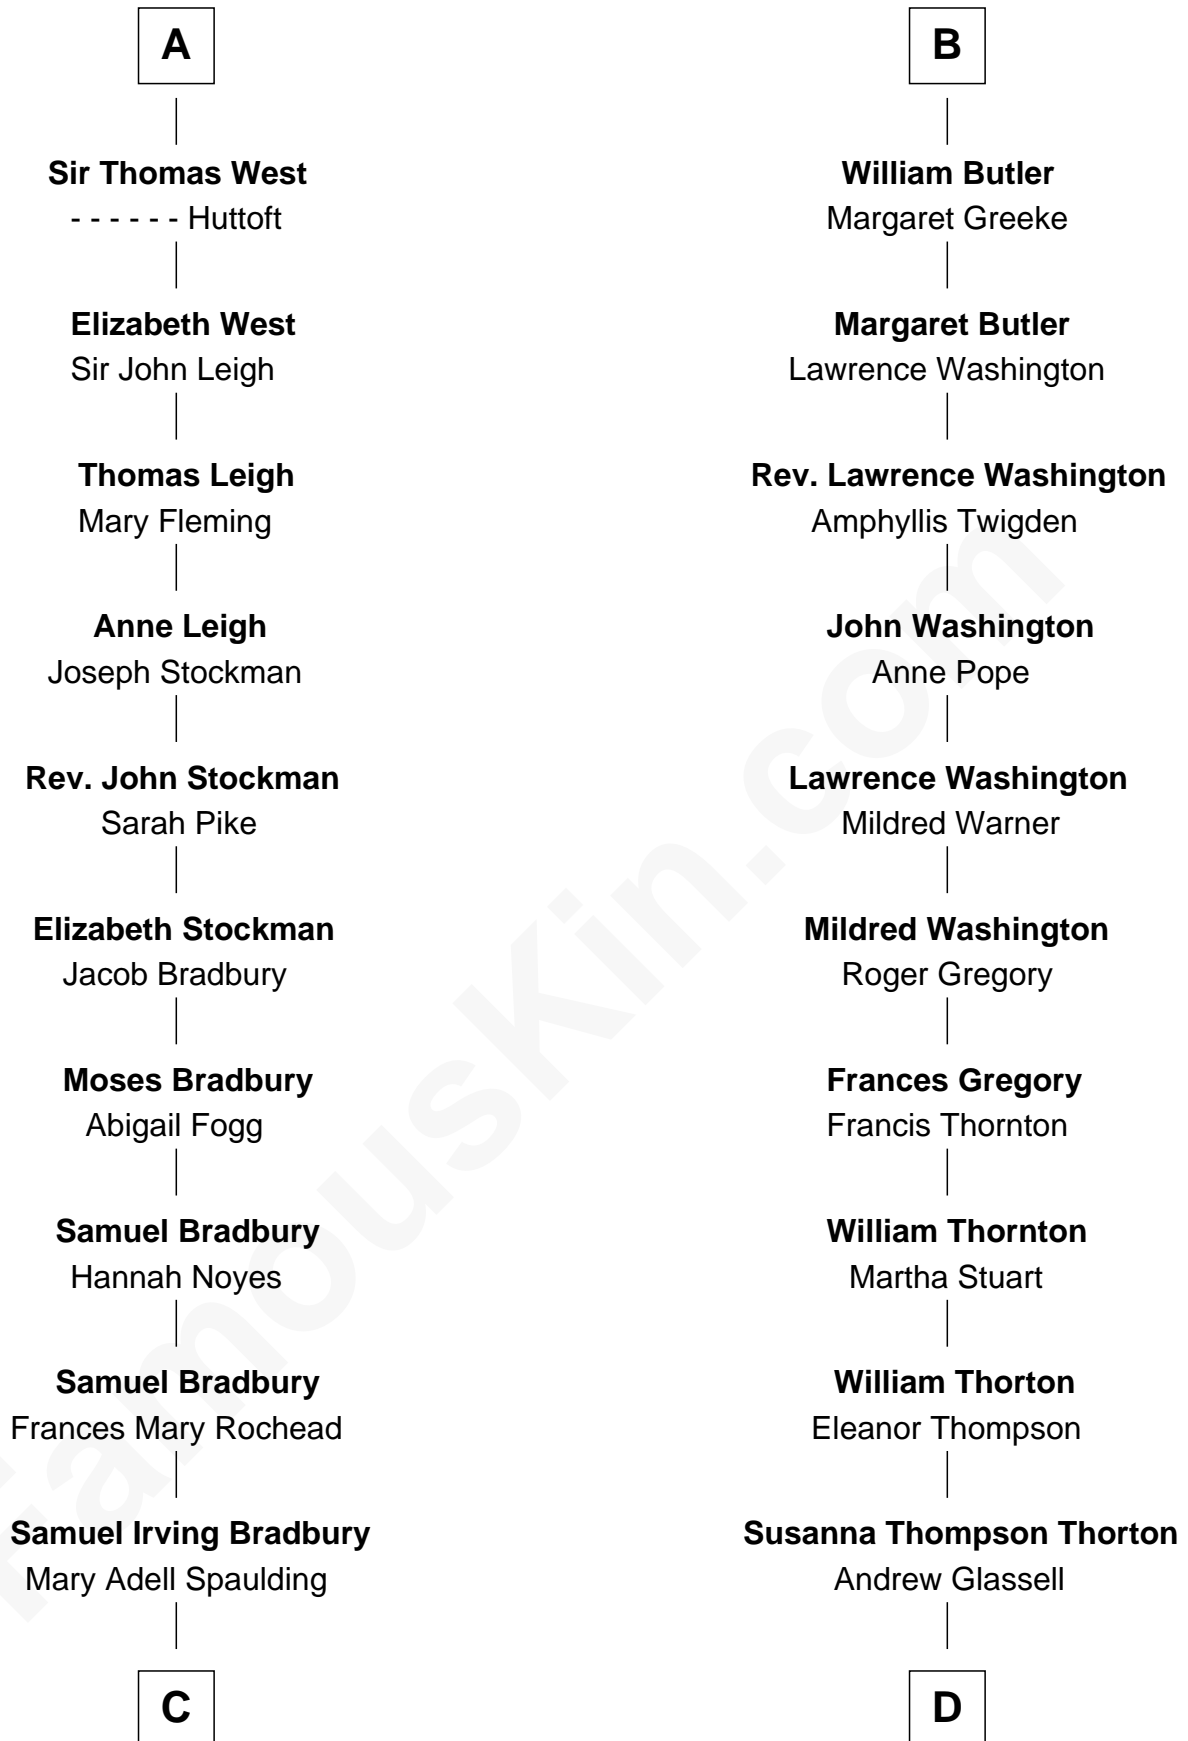 A
Sir Thomas West
- - - - - - Huttoft
Elizabeth West
Sir John Leigh
Thomas Leigh
Mary Fleming
Anne Leigh
Joseph Stockman
Rev. John Stockman
Sarah Pike
Elizabeth Stockman
Jacob Bradbury
Moses Bradbury
Abigail Fogg
Samuel Bradbury
Hannah Noyes
Samuel Bradbury
Frances Mary Rochead
Samuel Irving Bradbury
Mary Adell Spaulding
C
B
William Butler
Margaret Greeke
Margaret Butler
Lawrence Washington
Rev. Lawrence Washington
Amphyllis Twigden
John Washington
Anne Pope
Lawrence Washington
Mildred Warner
Mildred Washington
Roger Gregory
Frances Gregory
Francis Thornton
William Thornton
Martha Stuart
William Thorton
Eleanor Thompson
Susanna Thompson Thorton
Andrew Glassell
D
FamousKin.com